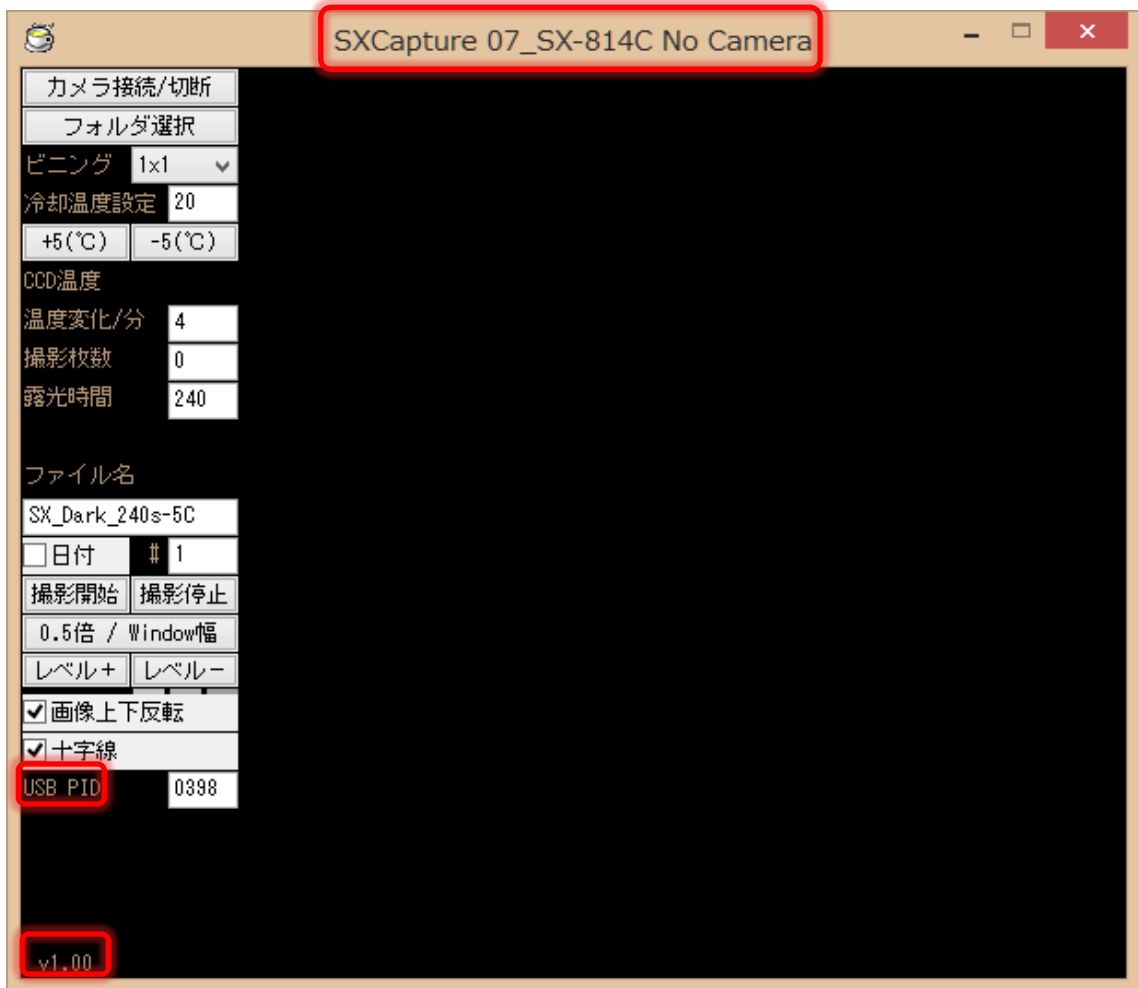 SXCapture 07_SX-814C No Camera
カメラ接続/切断
フォルダ選択
ビニング 1x1
冷却温度設定 20
+5(℃) -5(℃)
CCD温度
温度変化/分 4
撮影枚数 0
露光時間 240
ファイル名
SX_Dark_240s-5C
日付 # 1
撮影開始 撮影停止
0.5倍 / Window幅
レベル+ レベルー
画像上下反転
十字線
USB PID 0398
v1.00